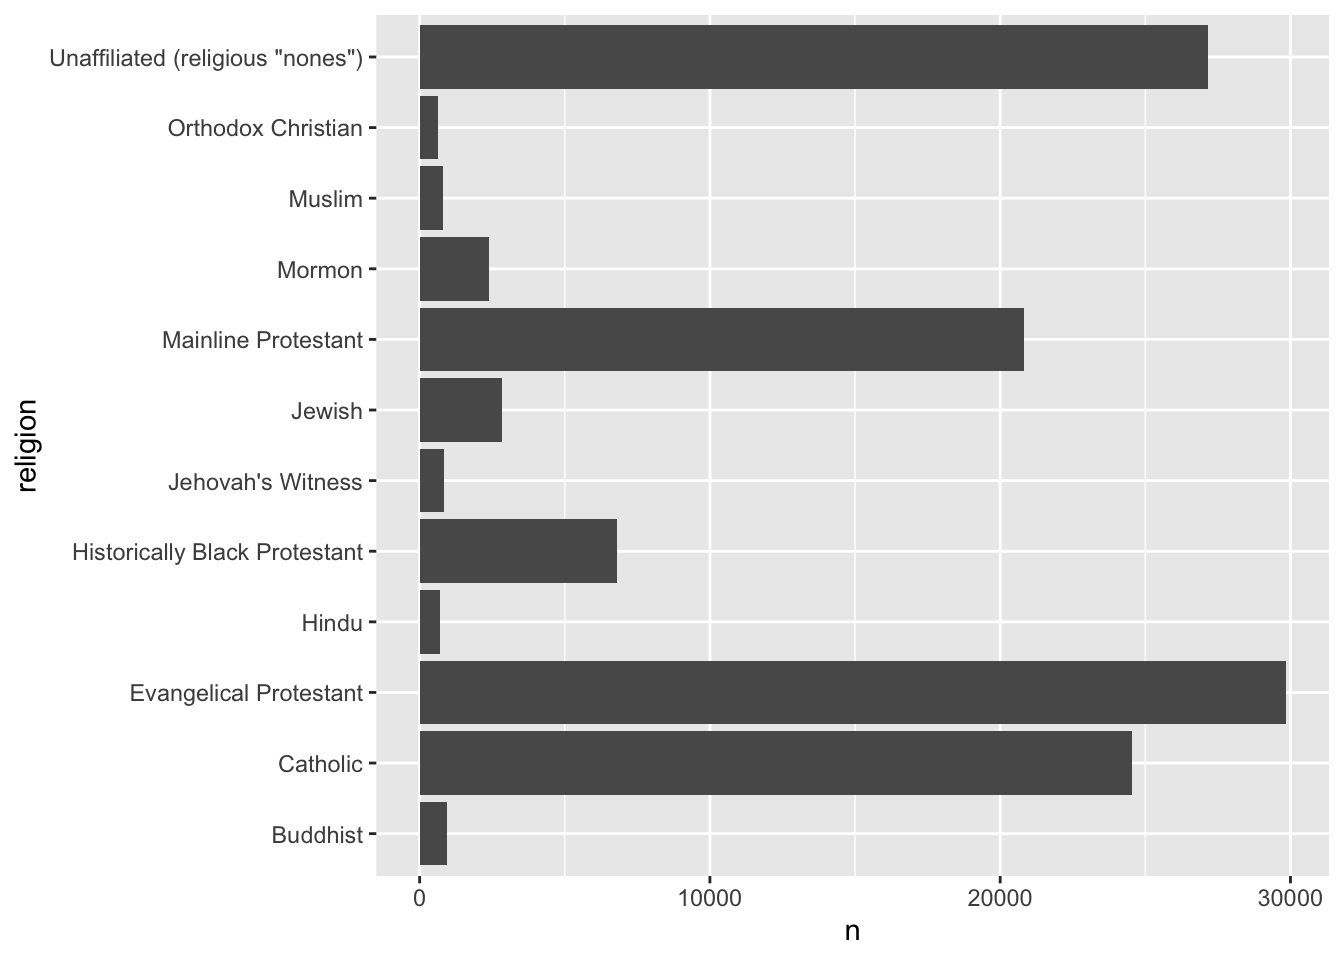 Unaffiliated (religious "nones")
Orthodox Christian
Muslim
Mormon
Mainline Protestant
Jewish
Jehovah's Witness
Historically Black Protestant
Hindu
Evangelical Protestant
Catholic
Buddhist
religion
0 10000 20000 30000
n